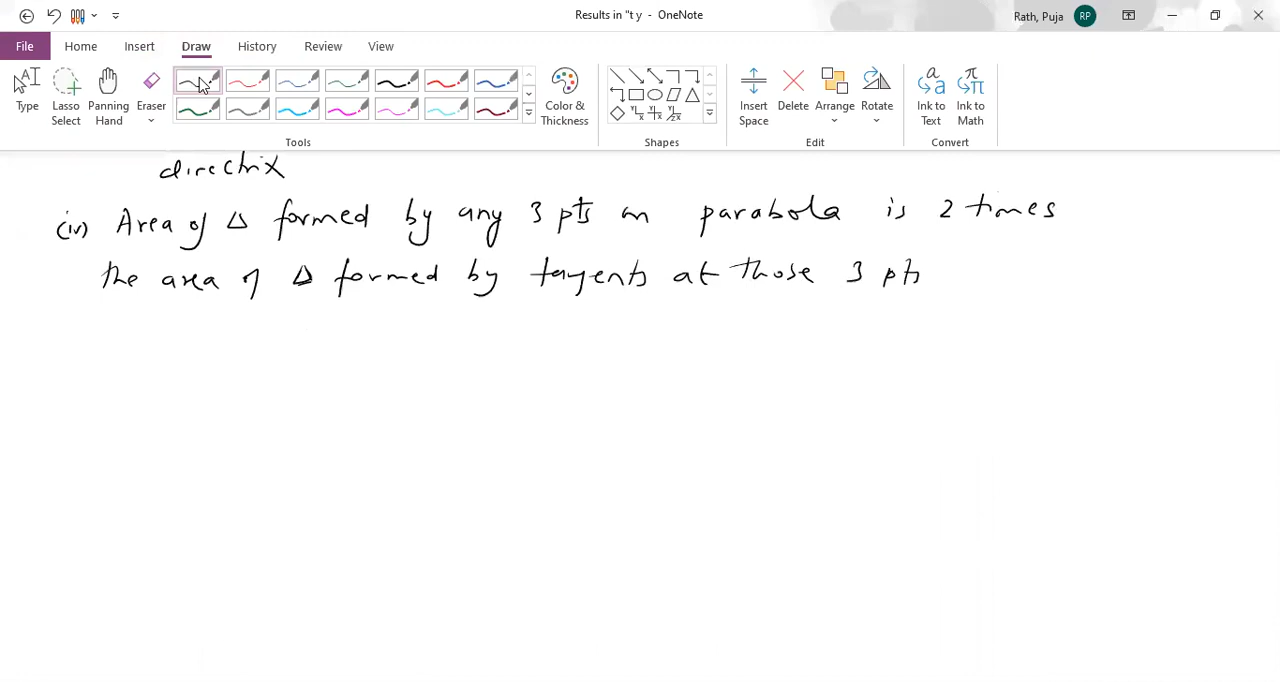 Results in "t y - OneNote
Rath, Puja
RP
File Home Insert Draw History Review View
Type
Lasso Select
Panning Hand
Eraser
Color & Thickness
Insert Space
Delete
Arrange
Rotate
Ink to Text
Ink to Math
Tools
Shapes
Edit
Convert
directrix
(iv) Area of Δ formed by any 3 pts on parabola is 2 times
the area of Δ formed by tangents at those 3 pts